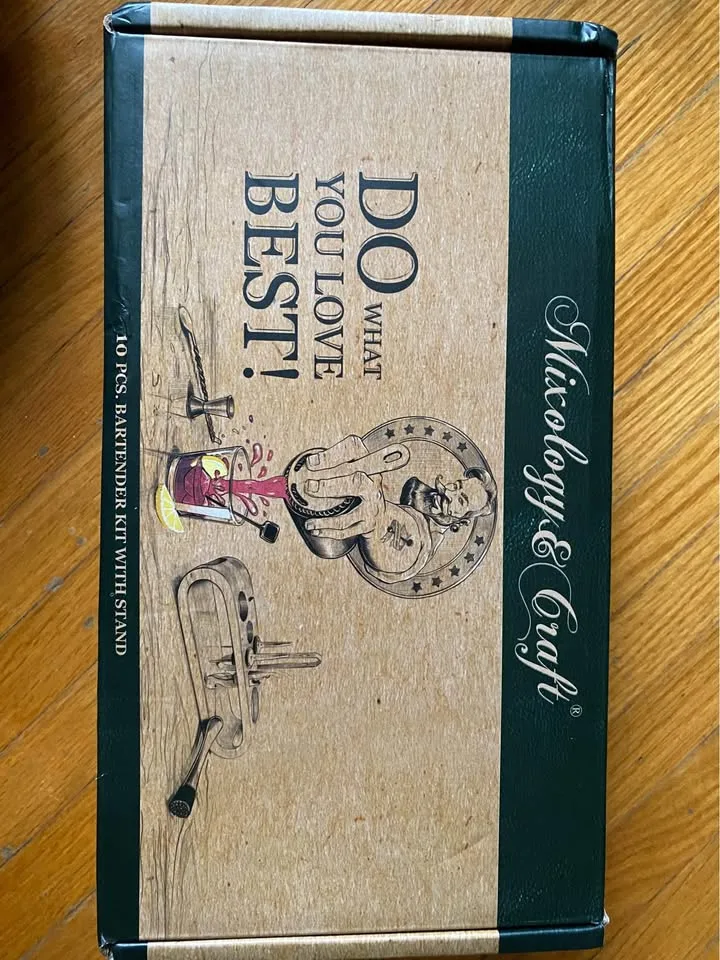 Mixology & Craft®
DO WHAT
YOU LOVE
BEST!
10 PCS. BARTENDER KIT WITH STAND